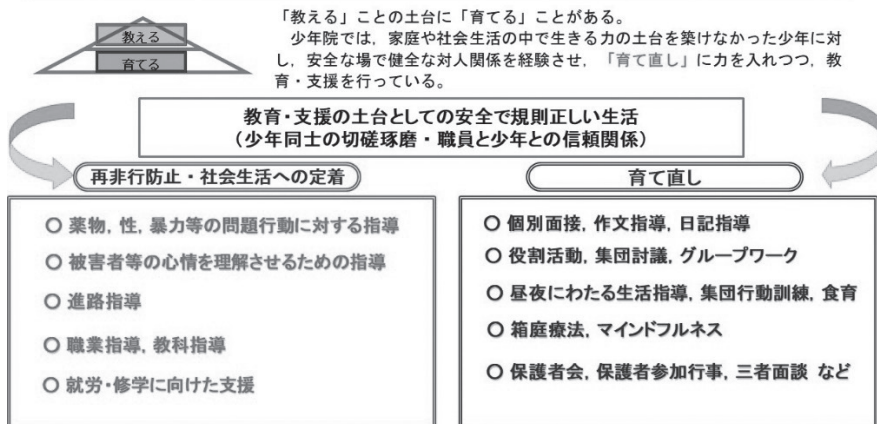 教える
育てる
「教える」ことの土台に「育てる」ことがある。
少年院では，家庭や社会生活の中で生きる力の土台を築けなかった少年に対
し，安全な場で健全な対人関係を経験させ，「育て直し」に力を入れつつ，教
育・支援を行っている。
教育・支援の土台としての安全で規則正しい生活
（少年同士の切磋琢磨・職員と少年との信頼関係）
再非行防止・社会生活への定着
○ 薬物，性，暴力等の問題行動に対する指導
○ 被害者等の心情を理解させるための指導
○ 進路指導
○ 職業指導，教科指導
○ 就労・修学に向けた支援
育て直し
○ 個別面接，作文指導，日記指導
○ 役割活動，集団討議，グループワーク
○ 昼夜にわたる生活指導，集団行動訓練，食育
○ 箱庭療法，マインドフルネス
○ 保護者会，保護者参加行事，三者面談 など